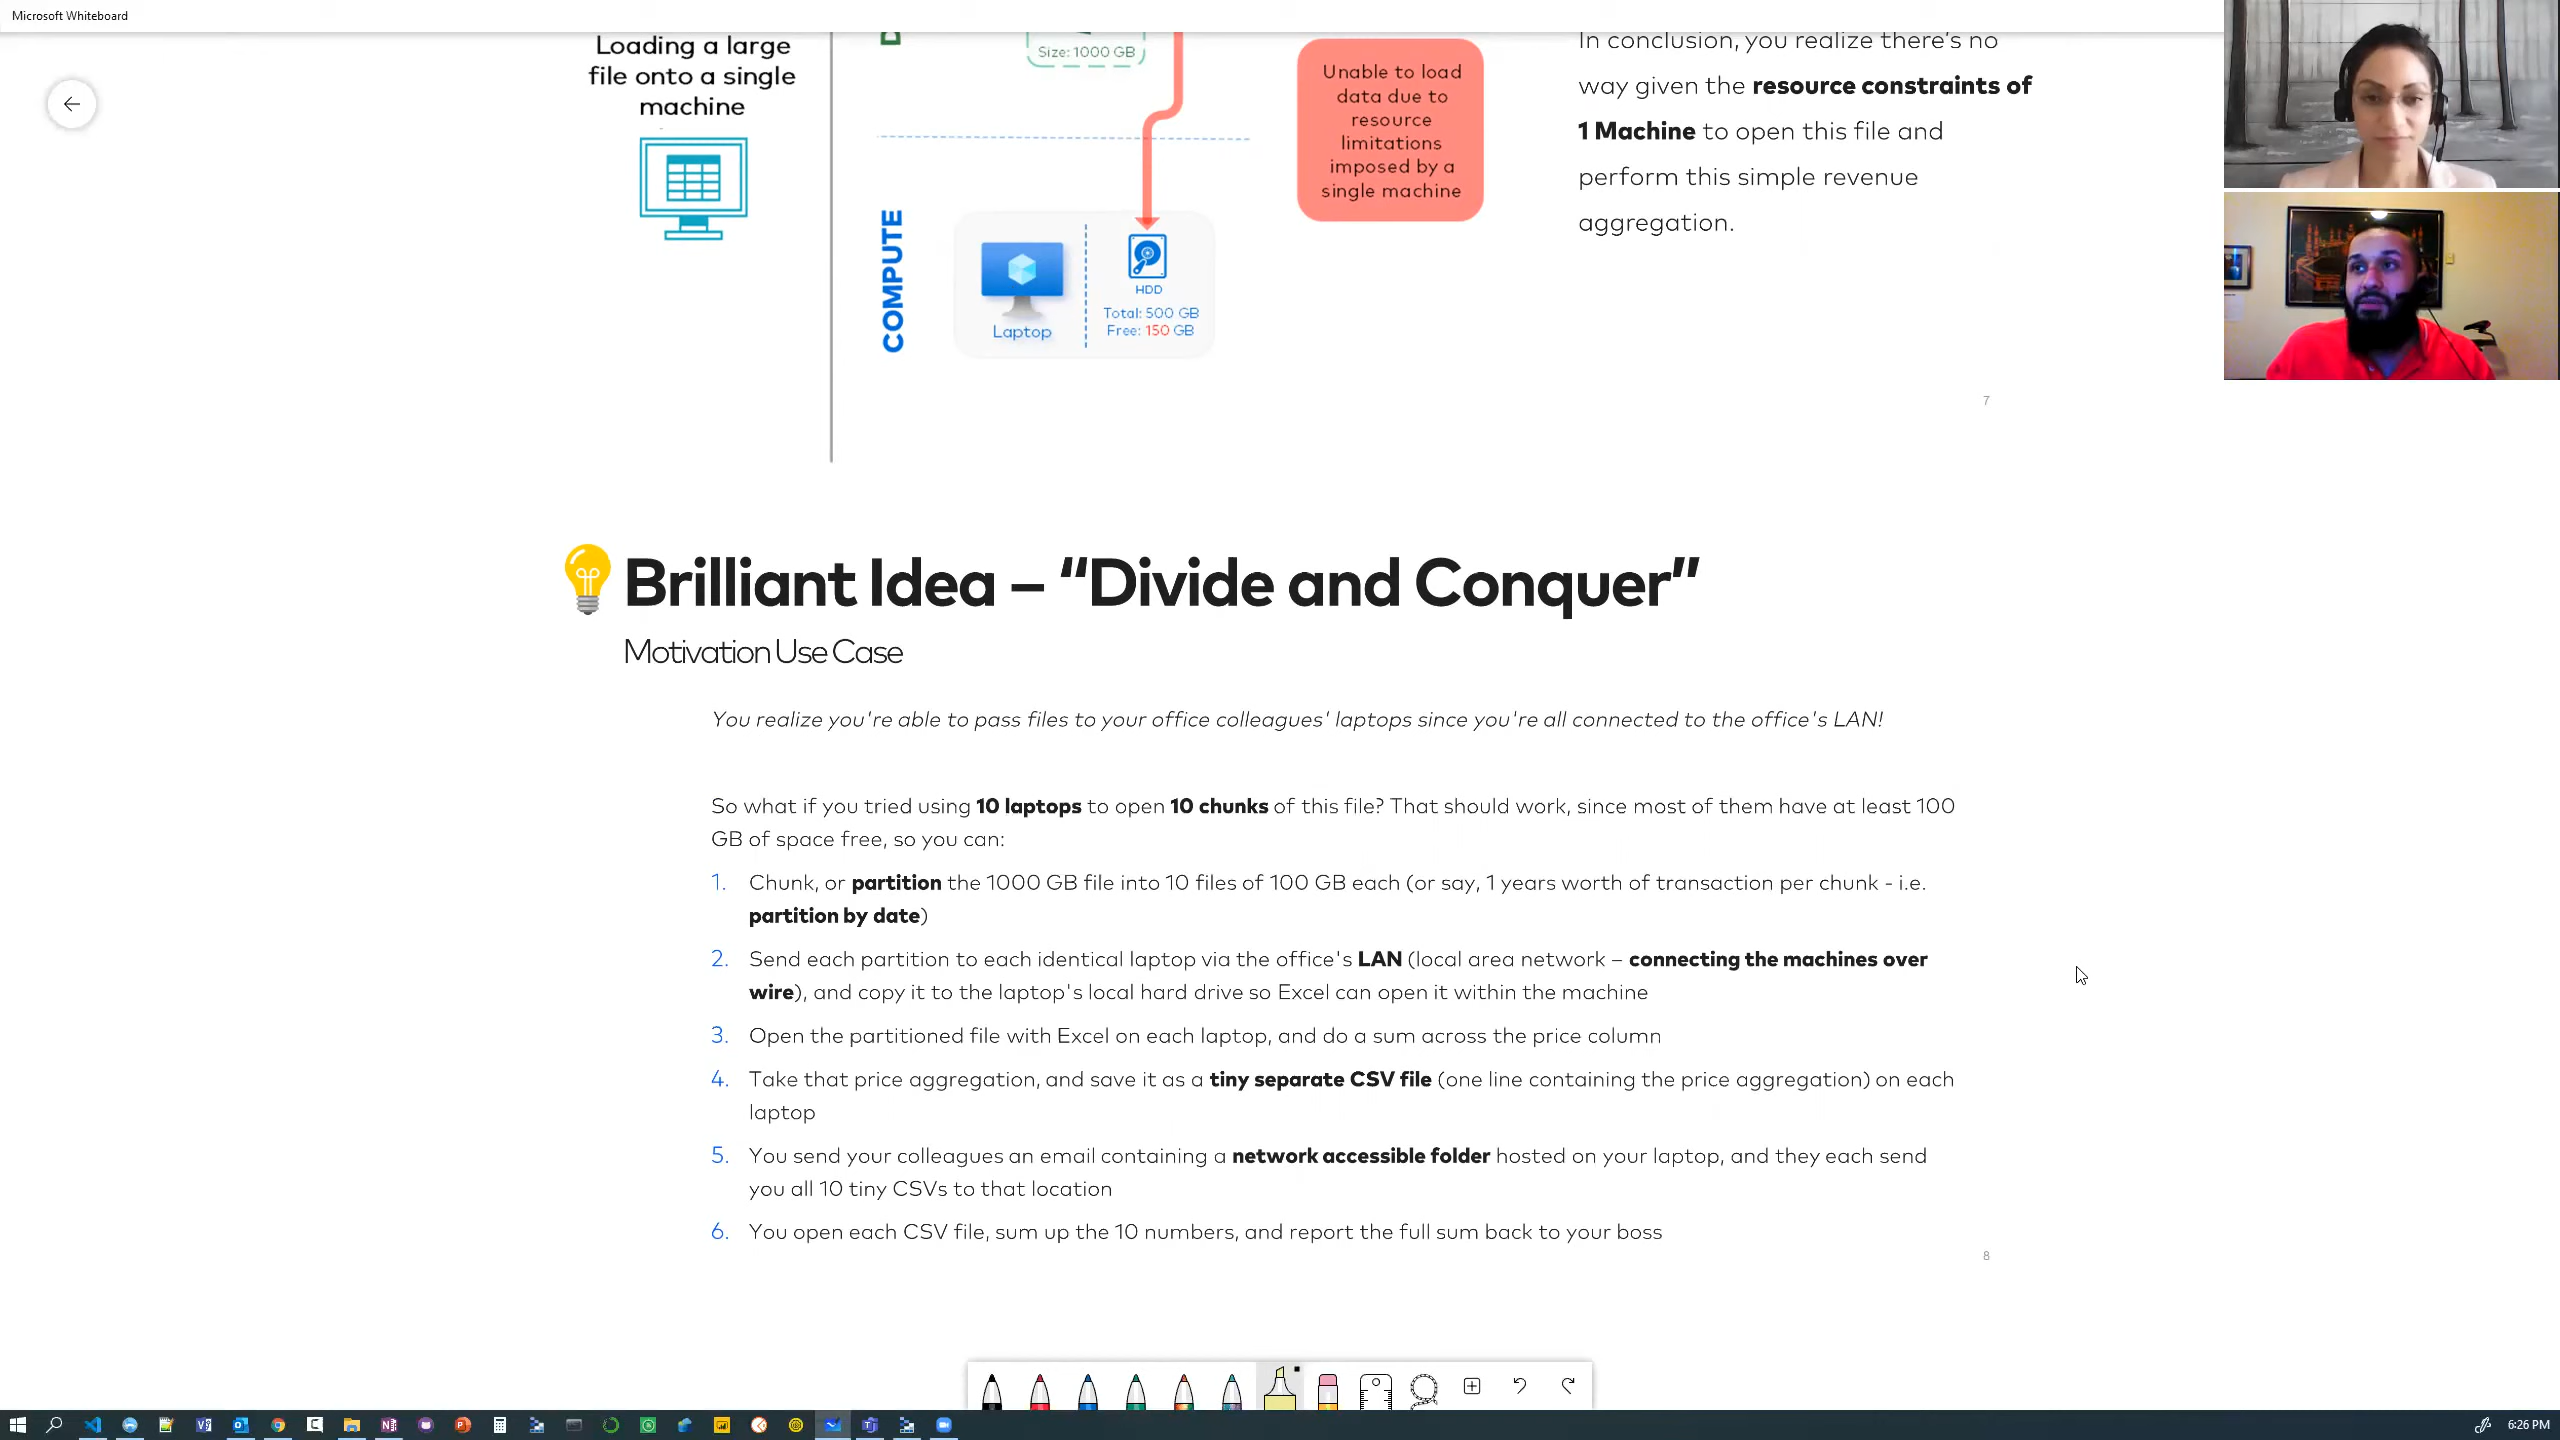 Microsoft Whiteboard
Loading a large
file onto a single
machine
Size: 1000 GB
Unable to load
data due to
resource
limitations
imposed by a
single machine
In conclusion, you realize there's no
way given the resource constraints of
1 Machine to open this file and
perform this simple revenue
aggregation.
COMPUTE
Laptop
HDD
Total: 500 GB
Free: 150 GB
7
Brilliant Idea – “Divide and Conquer”
Motivation Use Case
You realize you're able to pass files to your office colleagues' laptops since you're all connected to the office's LAN!
So what if you tried using 10 laptops to open 10 chunks of this file? That should work, since most of them have at least 100
GB of space free, so you can:
1. Chunk, or partition the 1000 GB file into 10 files of 100 GB each (or say, 1 years worth of transaction per chunk - i.e.
partition by date)
2. Send each partition to each identical laptop via the office's LAN (local area network – connecting the machines over
wire), and copy it to the laptop's local hard drive so Excel can open it within the machine
3. Open the partitioned file with Excel on each laptop, and do a sum across the price column
4. Take that price aggregation, and save it as a tiny separate CSV file (one line containing the price aggregation) on each
laptop
5. You send your colleagues an email containing a network accessible folder hosted on your laptop, and they each send
you all 10 tiny CSVs to that location
6. You open each CSV file, sum up the 10 numbers, and report the full sum back to your boss
8
6:26 PM